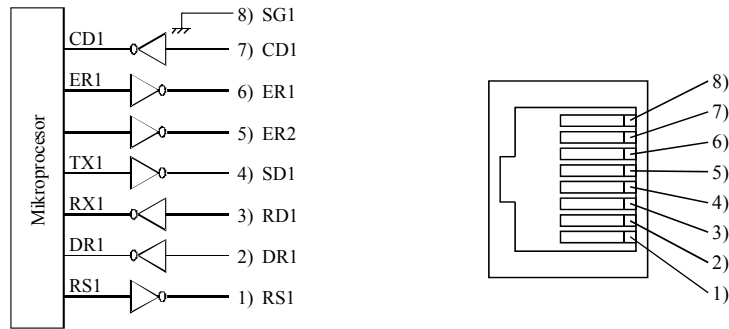 8) SG1
CD1
7) CD1
ER1
6) ER1
5) ER2
TX1
4) SD1
RX1
3) RD1
DR1
2) DR1
RS1
1) RS1
Mikroprocesor
8)
7)
6)
5)
4)
3)
2)
1)